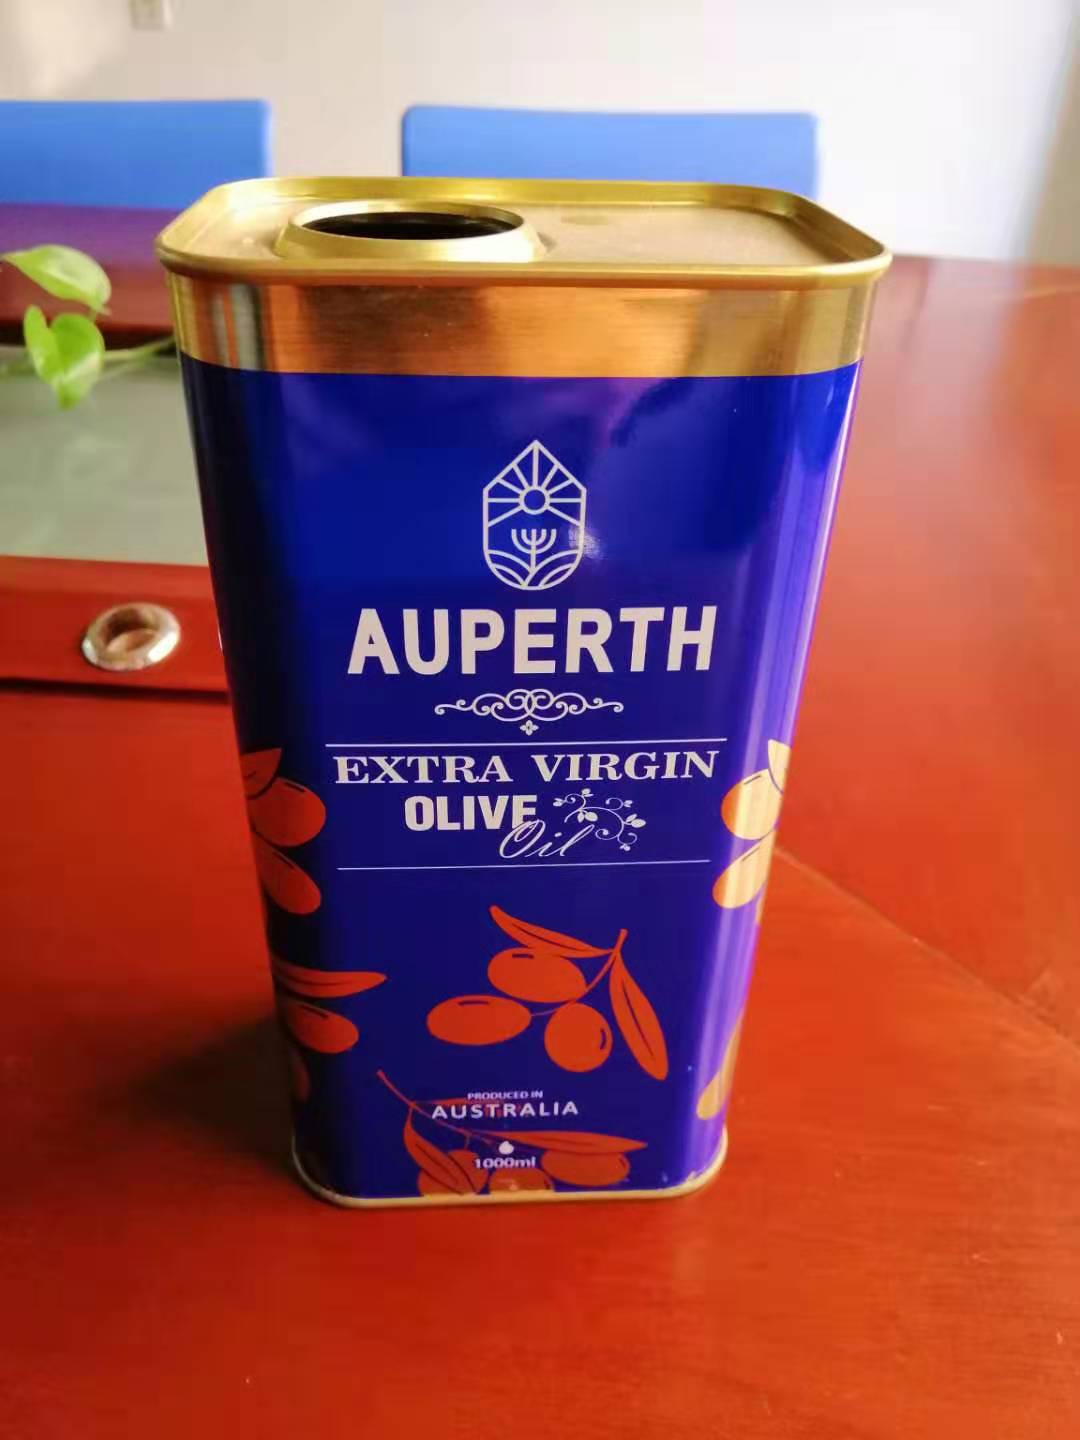 AUPERTH
EXTRA VIRGIN
OLIVE
Oil
PRODUCED IN
AUSTRALIA
1000ml